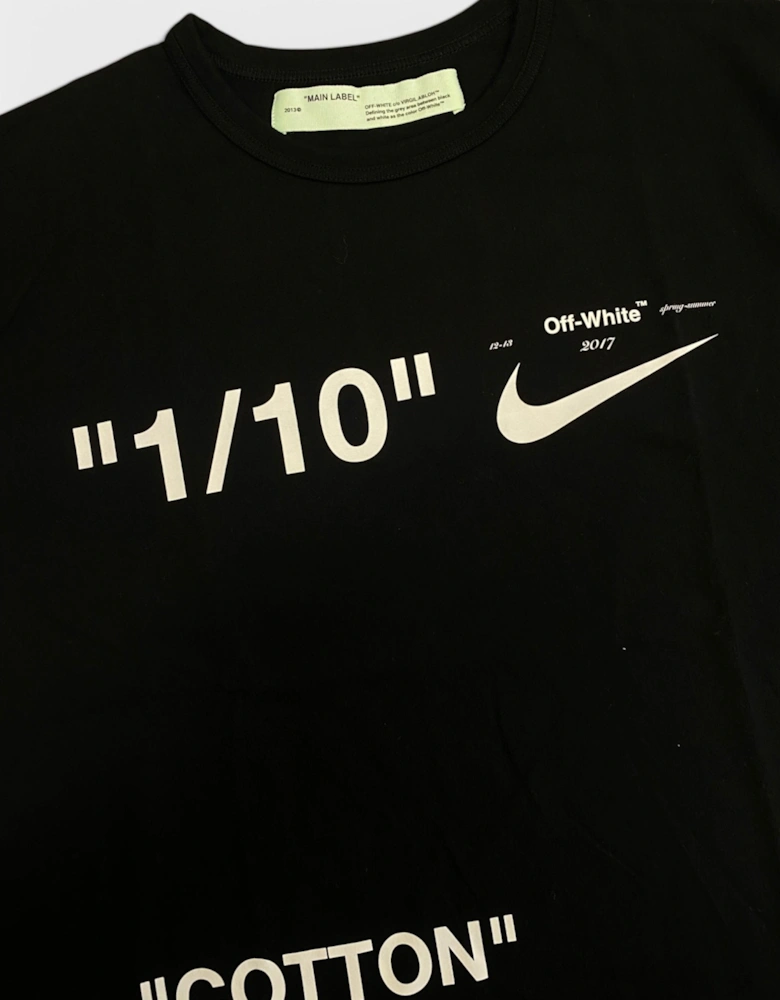 "MAIN LABEL"
2013©
OFF-WHITE c/o VIRGIL ABLOH™
Defining the grey area between black
and white as the color Off-White™
Off-White™
spring-summer
12-13
2017
"1/10"
"COTTON"